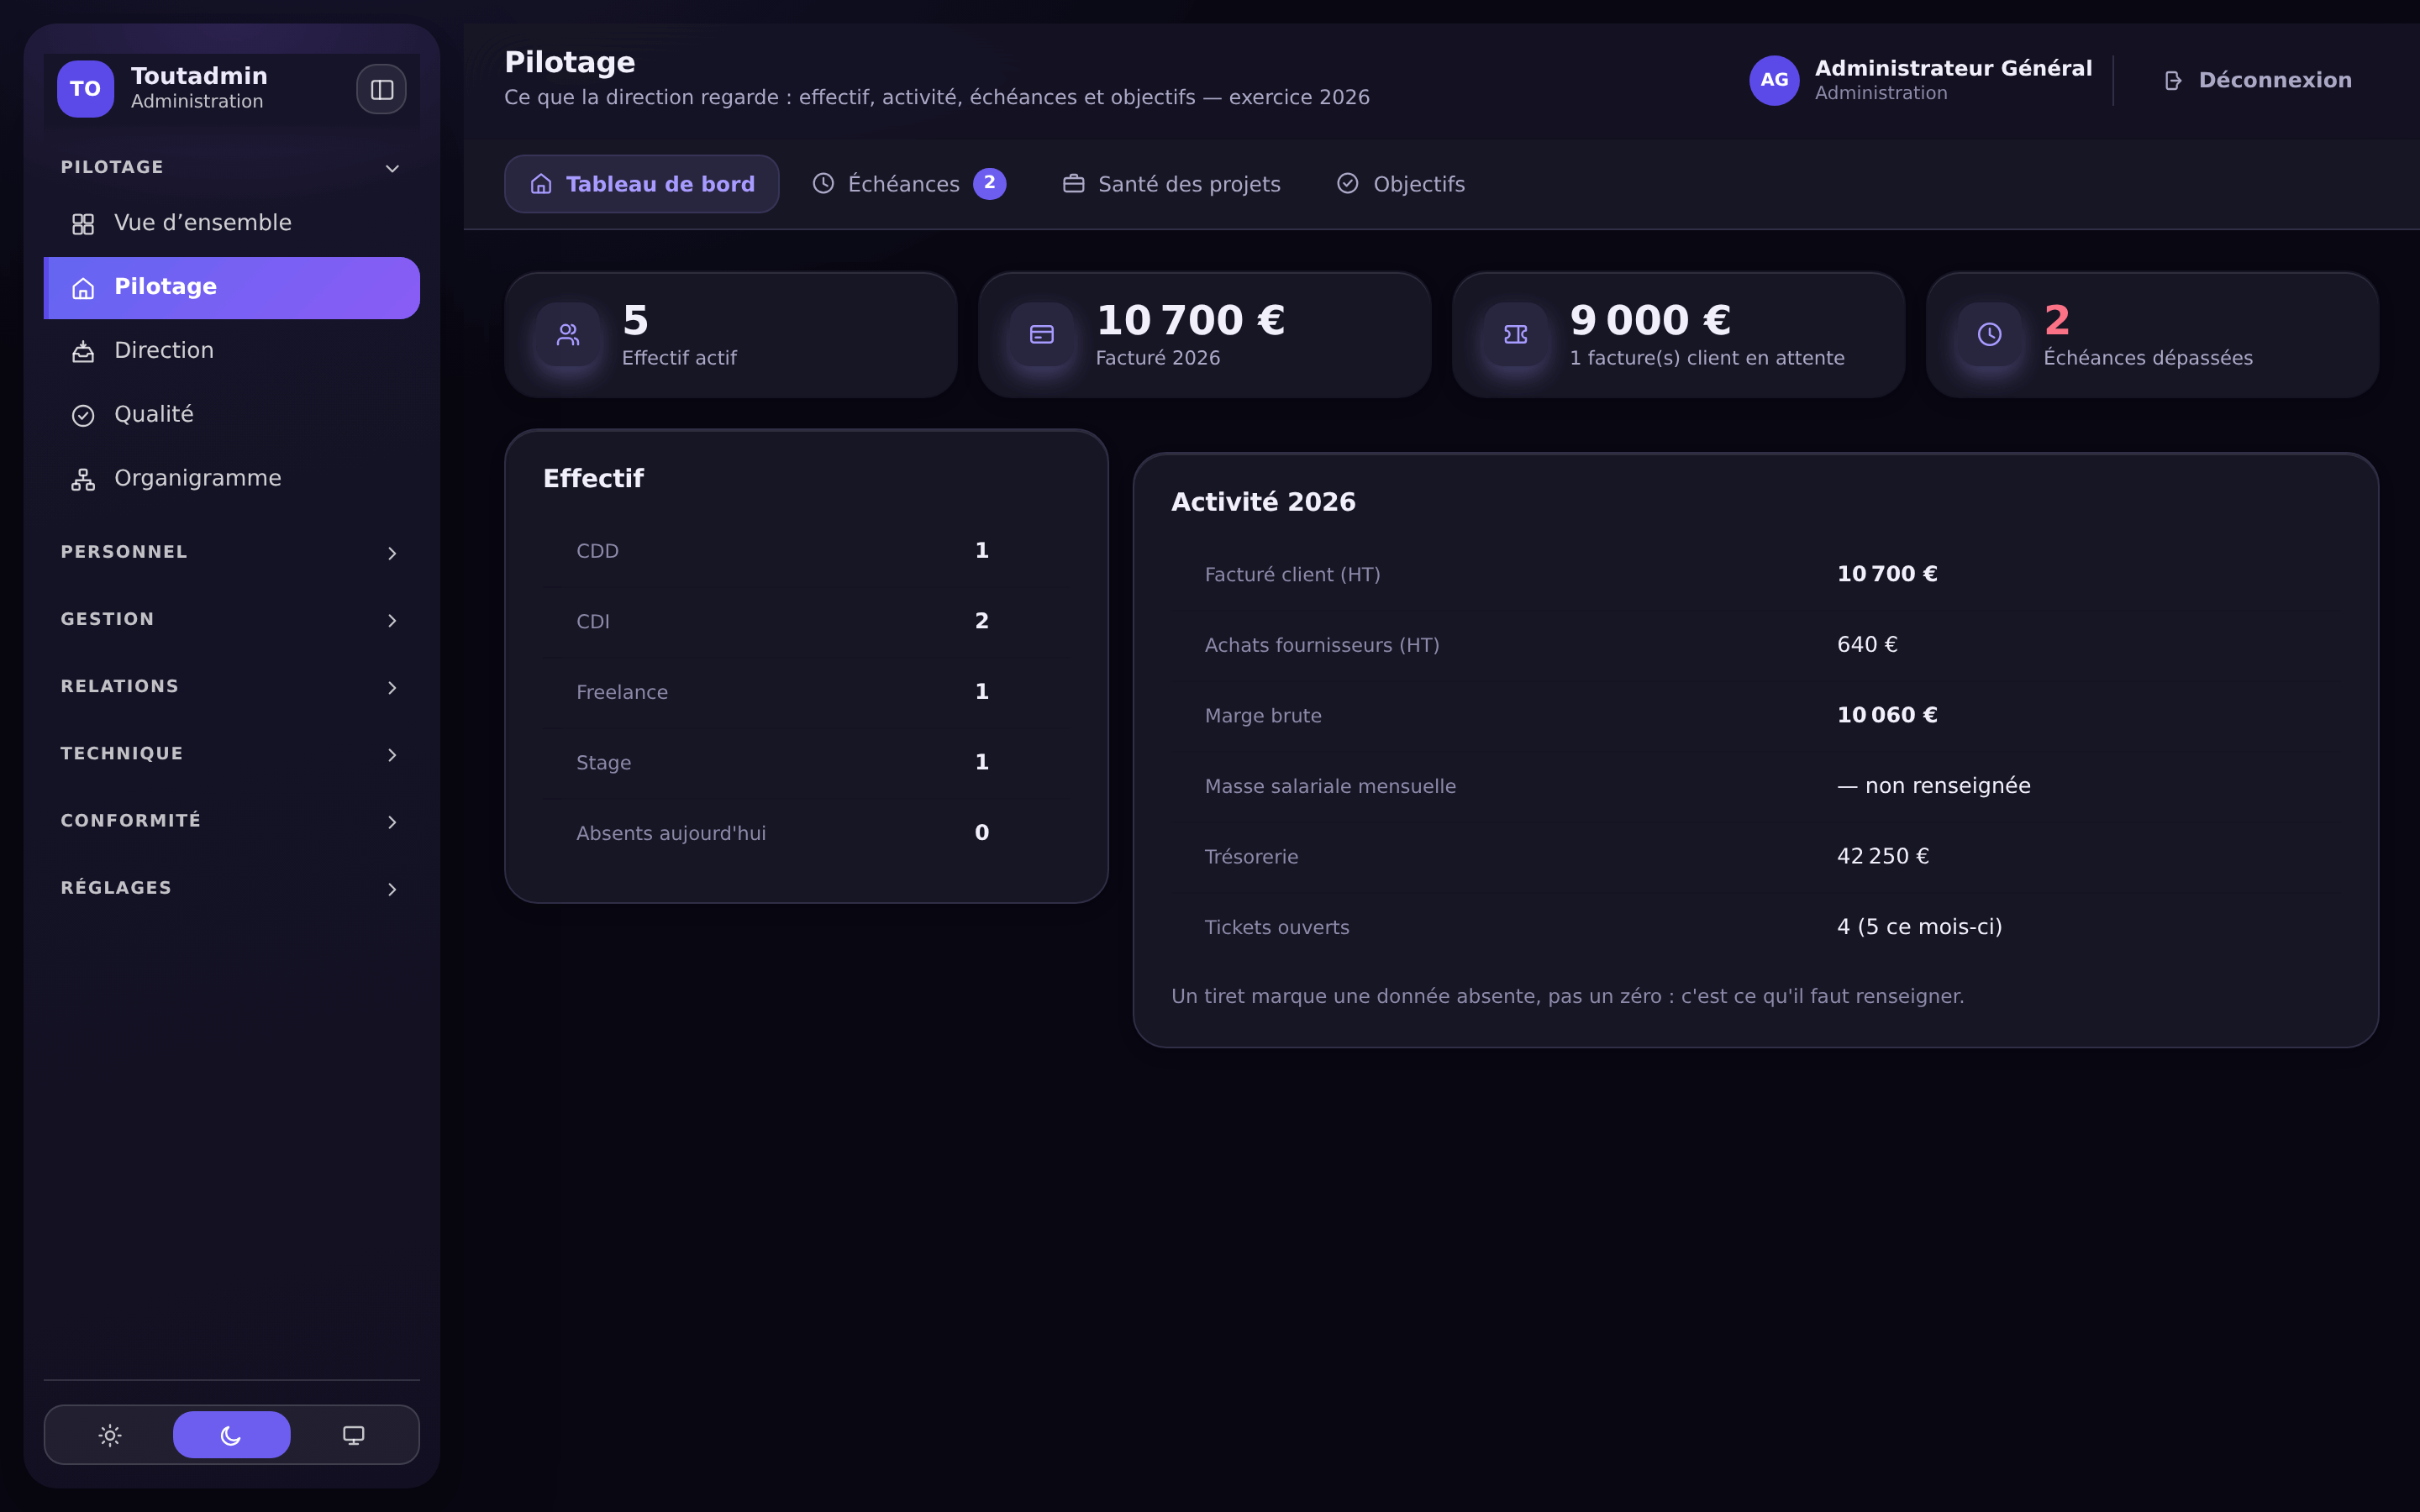 TO
Toutadmin
Administration
PILOTAGE
Vue d’ensemble
Pilotage
Direction
Qualité
Organigramme
PERSONNEL
GESTION
RELATIONS
TECHNIQUE
CONFORMITÉ
RÉGLAGES
Pilotage
Ce que la direction regarde : effectif, activité, échéances et objectifs — exercice 2026
AG
Administrateur Général
Administration
Déconnexion
Tableau de bord
Échéances 2
Santé des projets
Objectifs
5
Effectif actif
10 700 €
Facturé 2026
9 000 €
1 facture(s) client en attente
2
Échéances dépassées
Effectif
CDD 1
CDI 2
Freelance 1
Stage 1
Absents aujourd'hui 0
Activité 2026
Facturé client (HT) 10 700 €
Achats fournisseurs (HT) 640 €
Marge brute 10 060 €
Masse salariale mensuelle — non renseignée
Trésorerie 42 250 €
Tickets ouverts 4 (5 ce mois-ci)
Un tiret marque une donnée absente, pas un zéro : c'est ce qu'il faut renseigner.